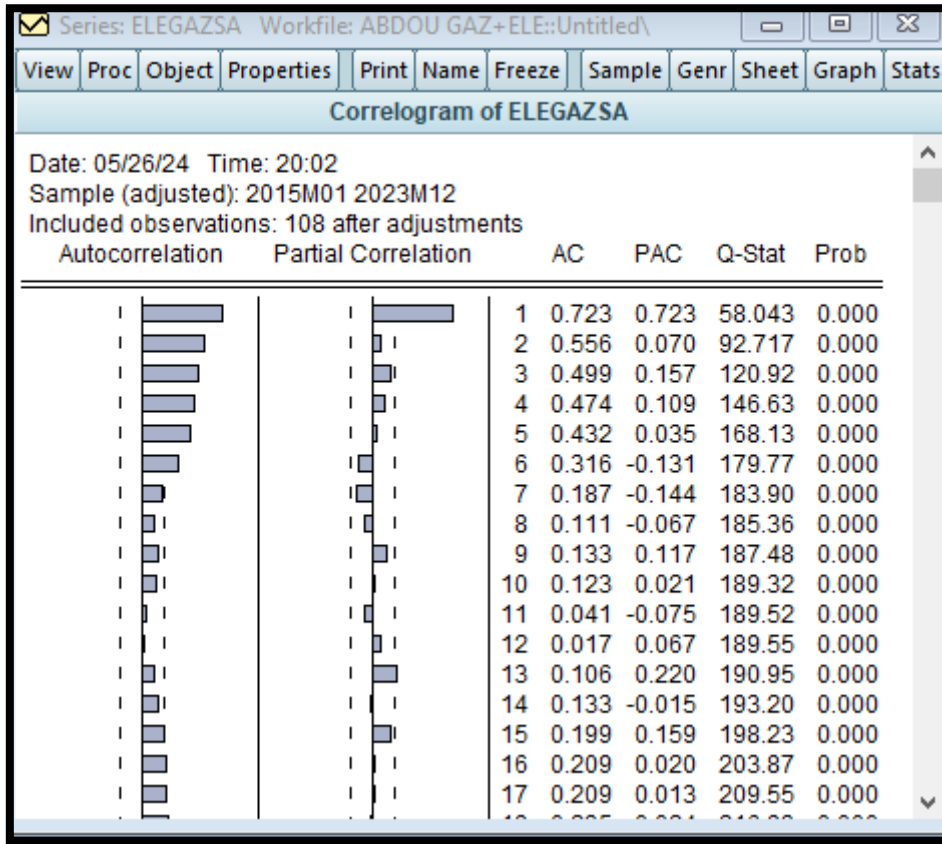 Series: ELEGAZSA Workfile: ABDOU GAZ+ELE::Untitled\
View Proc Object Properties Print Name Freeze Sample Genr Sheet Graph Stats
Correlogram of ELEGAZSA
Date: 05/26/24 Time: 20:02
Sample (adjusted): 2015M01 2023M12
Included observations: 108 after adjustments
Autocorrelation Partial Correlation AC PAC Q-Stat Prob
1 0.723 0.723 58.043 0.000
2 0.556 0.070 92.717 0.000
3 0.499 0.157 120.92 0.000
4 0.474 0.109 146.63 0.000
5 0.432 0.035 168.13 0.000
6 0.316 -0.131 179.77 0.000
7 0.187 -0.144 183.90 0.000
8 0.111 -0.067 185.36 0.000
9 0.133 0.117 187.48 0.000
10 0.123 0.021 189.32 0.000
11 0.041 -0.075 189.52 0.000
12 0.017 0.067 189.55 0.000
13 0.106 0.220 190.95 0.000
14 0.133 -0.015 193.20 0.000
15 0.199 0.159 198.23 0.000
16 0.209 0.020 203.87 0.000
17 0.209 0.013 209.55 0.000